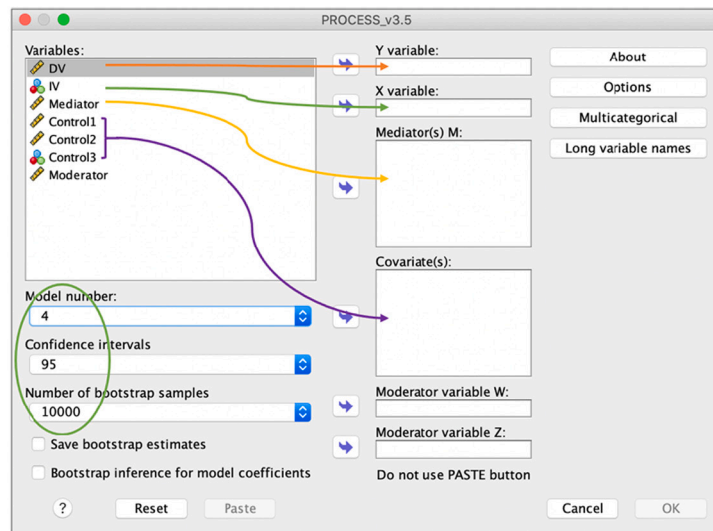 PROCESS_v3.5
Variables:
DV
IV
Mediator
Control1
Control2
Control3
Moderator
Model number:
4
Confidence intervals
95
Number of bootstrap samples
10000
Save bootstrap estimates
Bootstrap inference for model coefficients
Y variable:
X variable:
Mediator(s) M:
Covariate(s):
Moderator variable W:
Moderator variable Z:
Do not use PASTE button
About
Options
Multicategorical
Long variable names
?
Reset
Paste
Cancel
OK